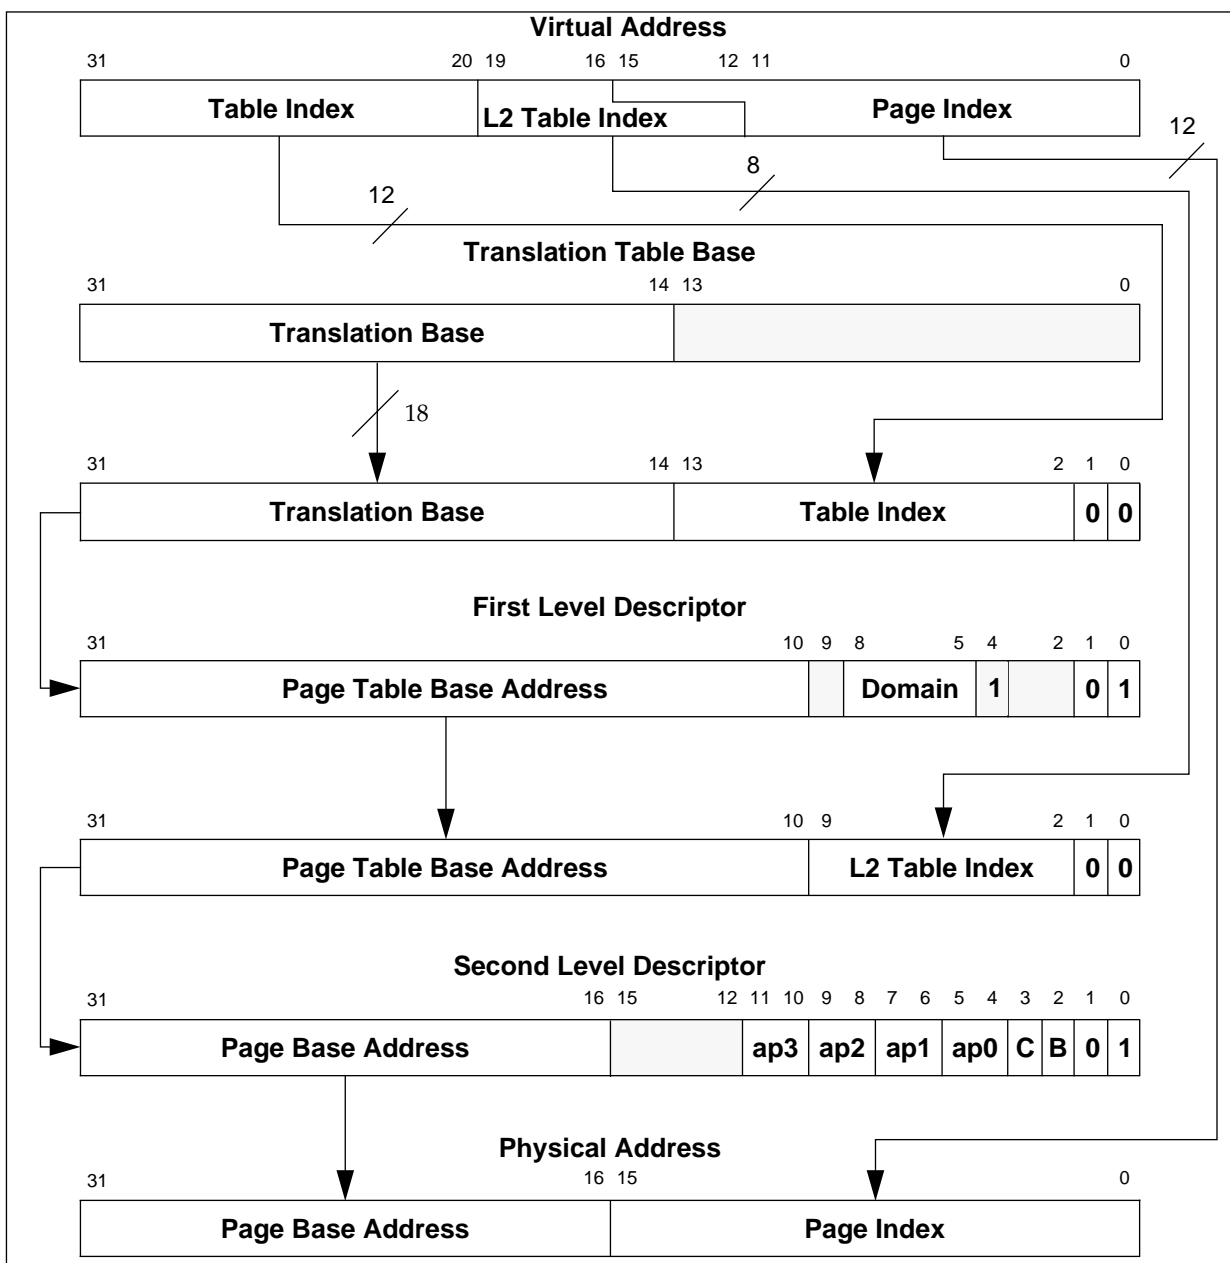 Virtual Address
31 20 19 16 15 12 11 0
Table Index L2 Table Index Page Index
12
8
12
Translation Table Base
31 14 13 0
Translation Base
18
31 14 13 2 1 0
Translation Base Table Index 0 0
First Level Descriptor
31 10 9 8 5 4 2 1 0
Page Table Base Address Domain 1 0 1
31 10 9 2 1 0
Page Table Base Address L2 Table Index 0 0
Second Level Descriptor
31 16 15 12 11 10 9 8 7 6 5 4 3 2 1 0
Page Base Address ap3 ap2 ap1 ap0 C B 0 1
Physical Address
31 16 15 0
Page Base Address Page Index